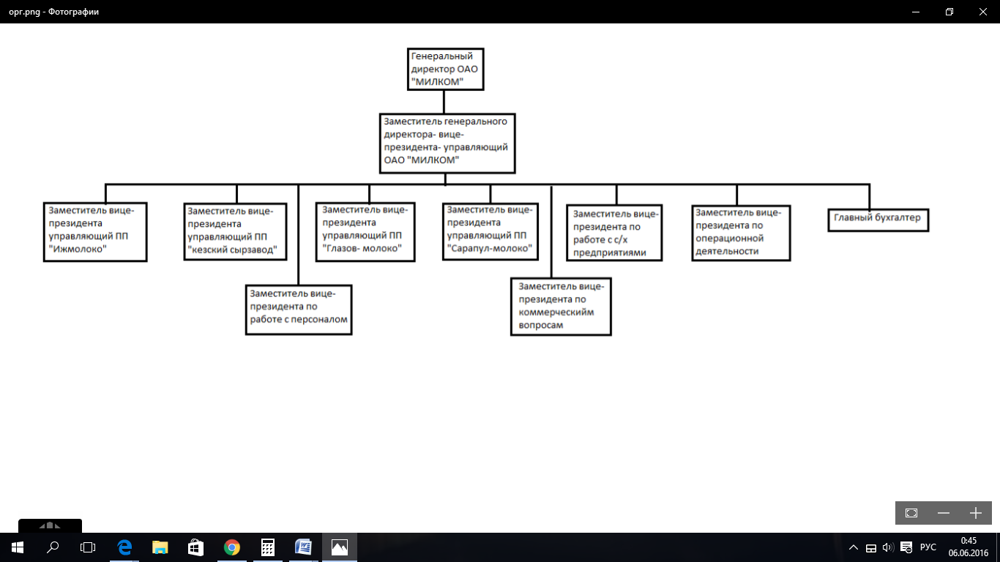 орг.png - Фотографии
Генеральный
директор ОАО
"МИЛКОМ"
Заместитель генерального
директора- вице-
президента- управляющий
ОАО "МИЛКОМ"
Заместитель вице-
президента
управляющий ПП
"Ижмолоко"
Заместитель вице-
президента
управляющий ПП
"кезский сырзавод"
Заместитель вице-
президента
управляющий ПП
"Глазов- молоко"
Заместитель вице-
президента
управляющий ПП
"Сарапул-молоко"
Заместитель вице-
президента по
работе с с/х
предприятиями
Заместитель вице-
президента по
операционной
деятельности
Главный бухгалтер
Заместитель вице-
президента по
работе с персоналом
Заместитель вице-
президента по
коммерческийм
вопросам
РУС
0:45
06.06.2016